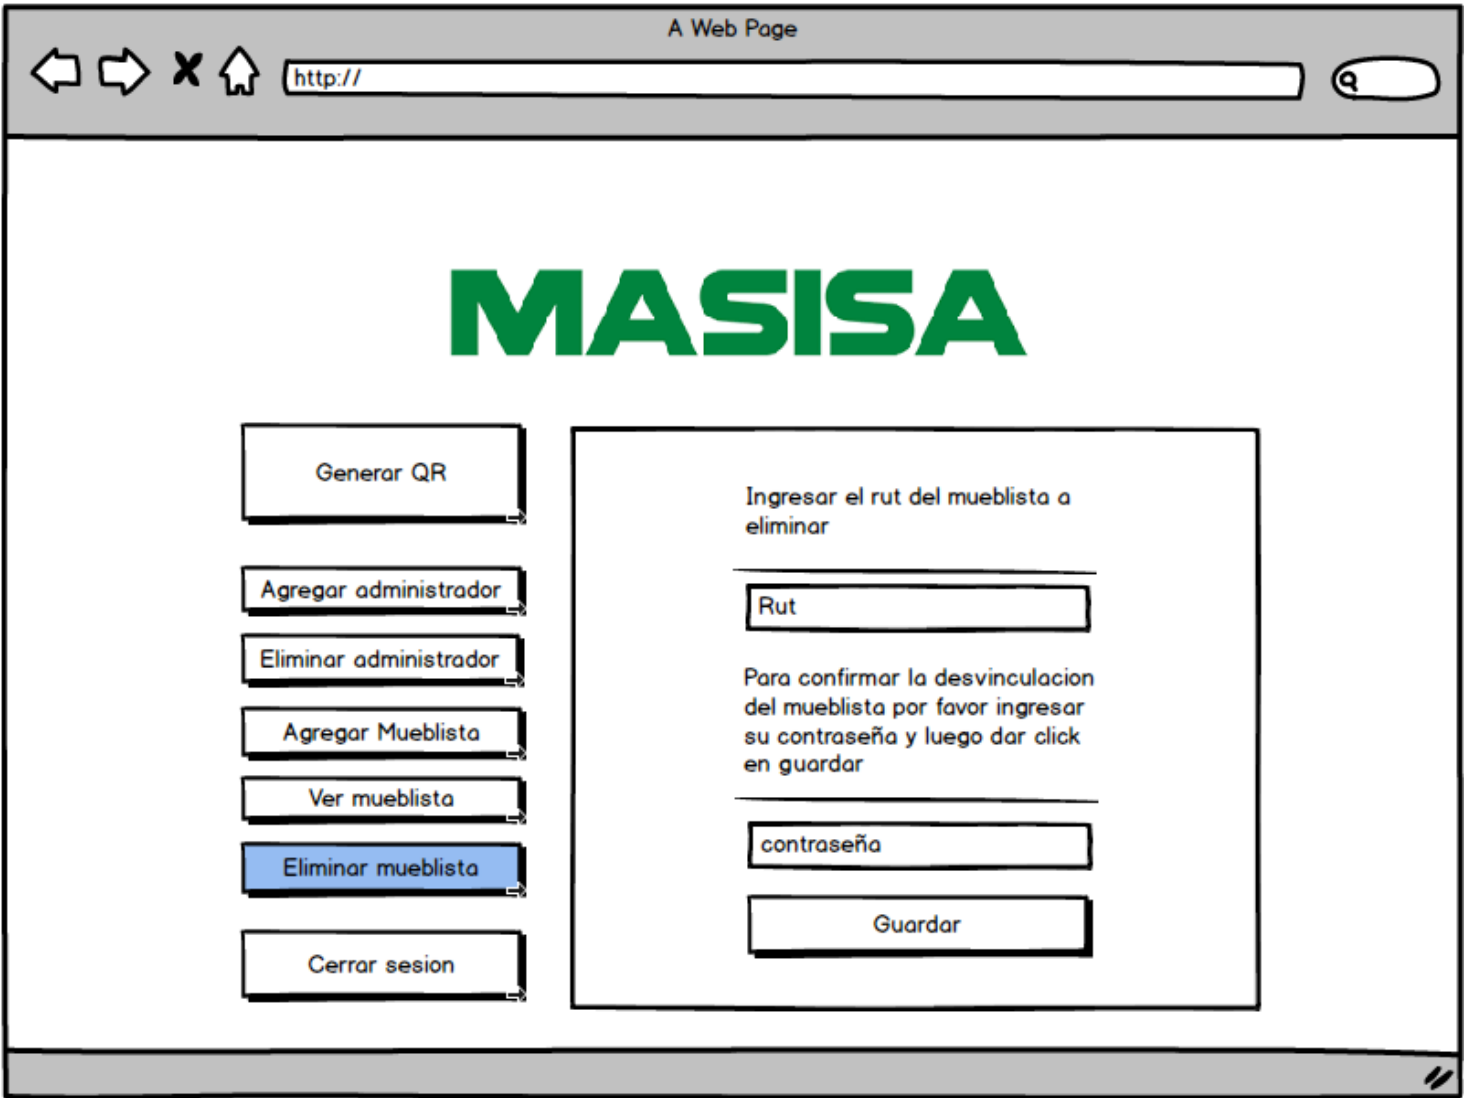 A Web Page
http://
MASISA
Generar QR
Agregar administrador
Eliminar administrador
Agregar Mueblista
Ver mueblista
Eliminar mueblista
Cerrar sesion
Ingresar el rut del mueblista a
eliminar
Rut
Para confirmar la desvinculacion
del mueblista por favor ingresar
su contraseña y luego dar click
en guardar
contraseña
Guardar